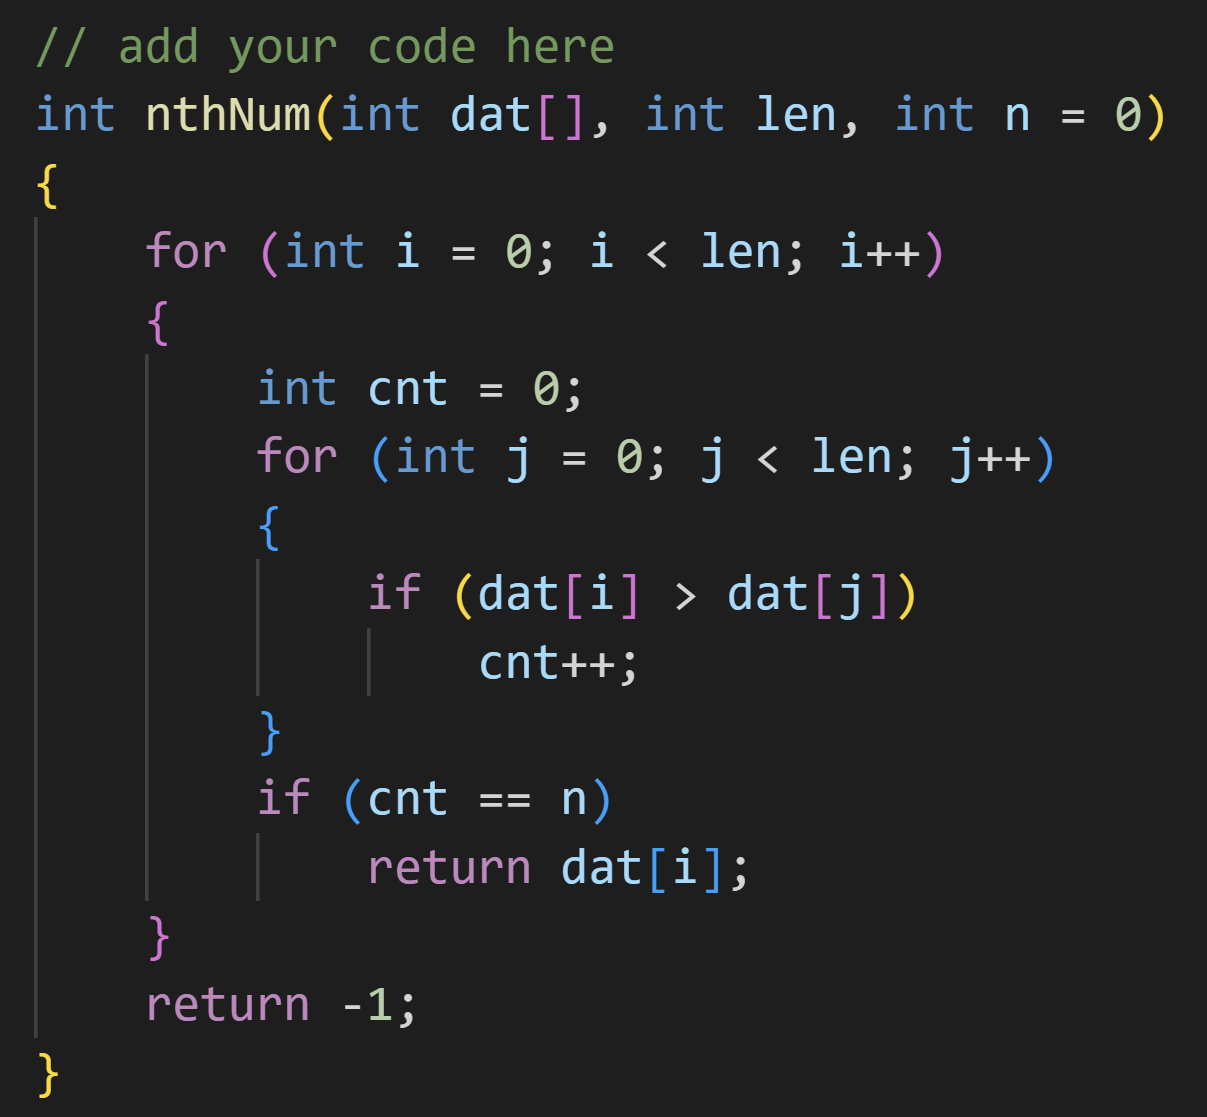 // add your code here
int nthNum(int dat[], int len, int n = 0)
{
    for (int i = 0; i < len; i++)
    {
        int cnt = 0;
        for (int j = 0; j < len; j++)
        {
            if (dat[i] > dat[j])
                cnt++;
        }
        if (cnt == n)
            return dat[i];
    }
    return -1;
}